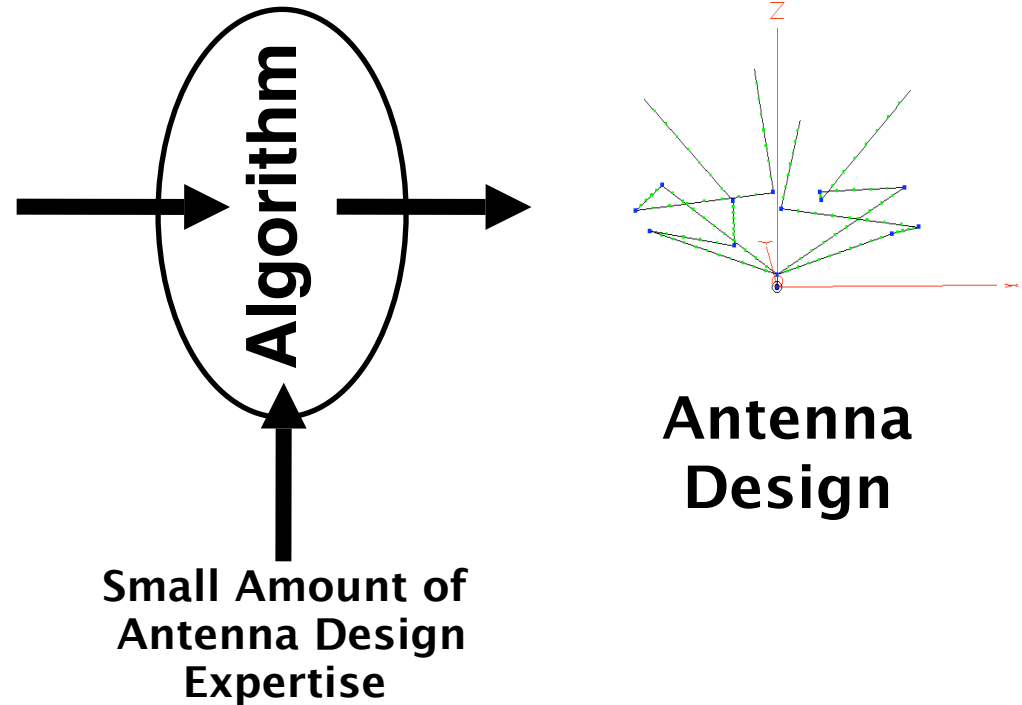 Algorithm
Z
Y
X
Antenna
Design
Small Amount of
Antenna Design
Expertise